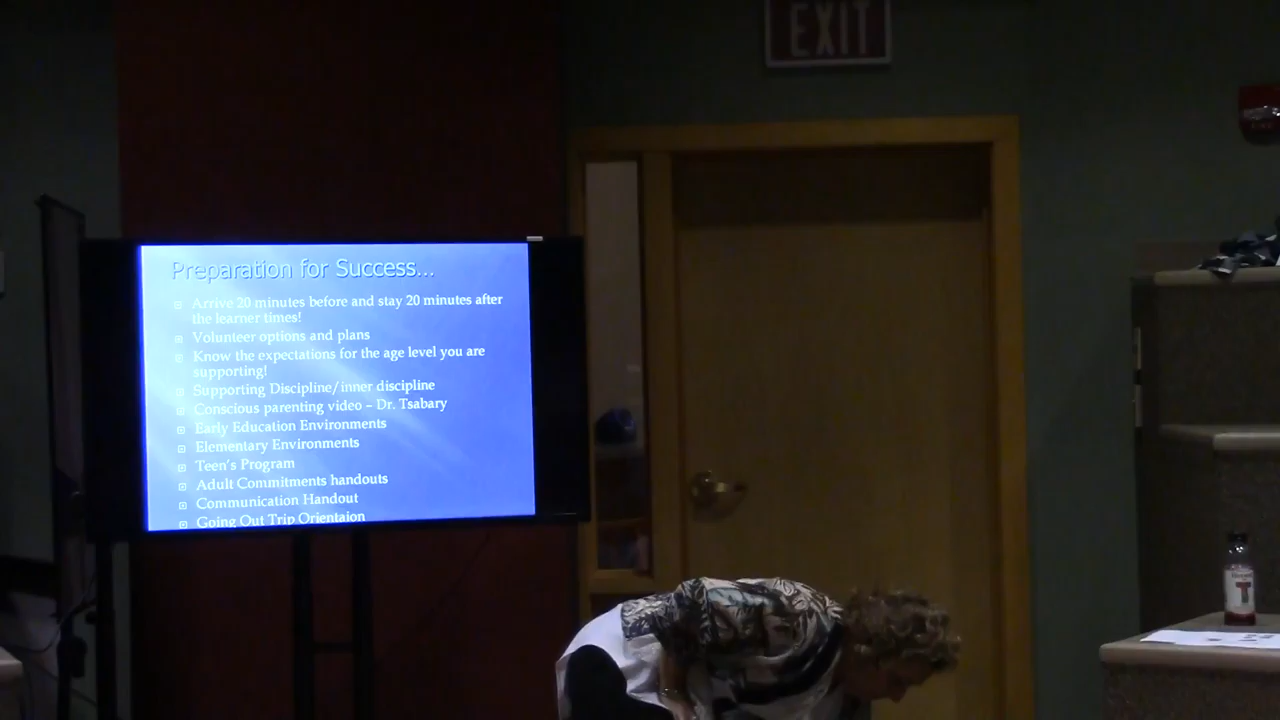 EXIT
Preparation for Success...
Arrive 20 minutes before and stay 20 minutes after
the learner times!
Volunteer options and plans
Know the expectations for the age level you are
supporting!
Supporting Discipline/inner discipline
Conscious parenting video – Dr. Tsabary
Early Education Environments
Elementary Environments
Teen's Program
Adult Commitments handouts
Communication Handout
Going Out Trip Orientaion
T